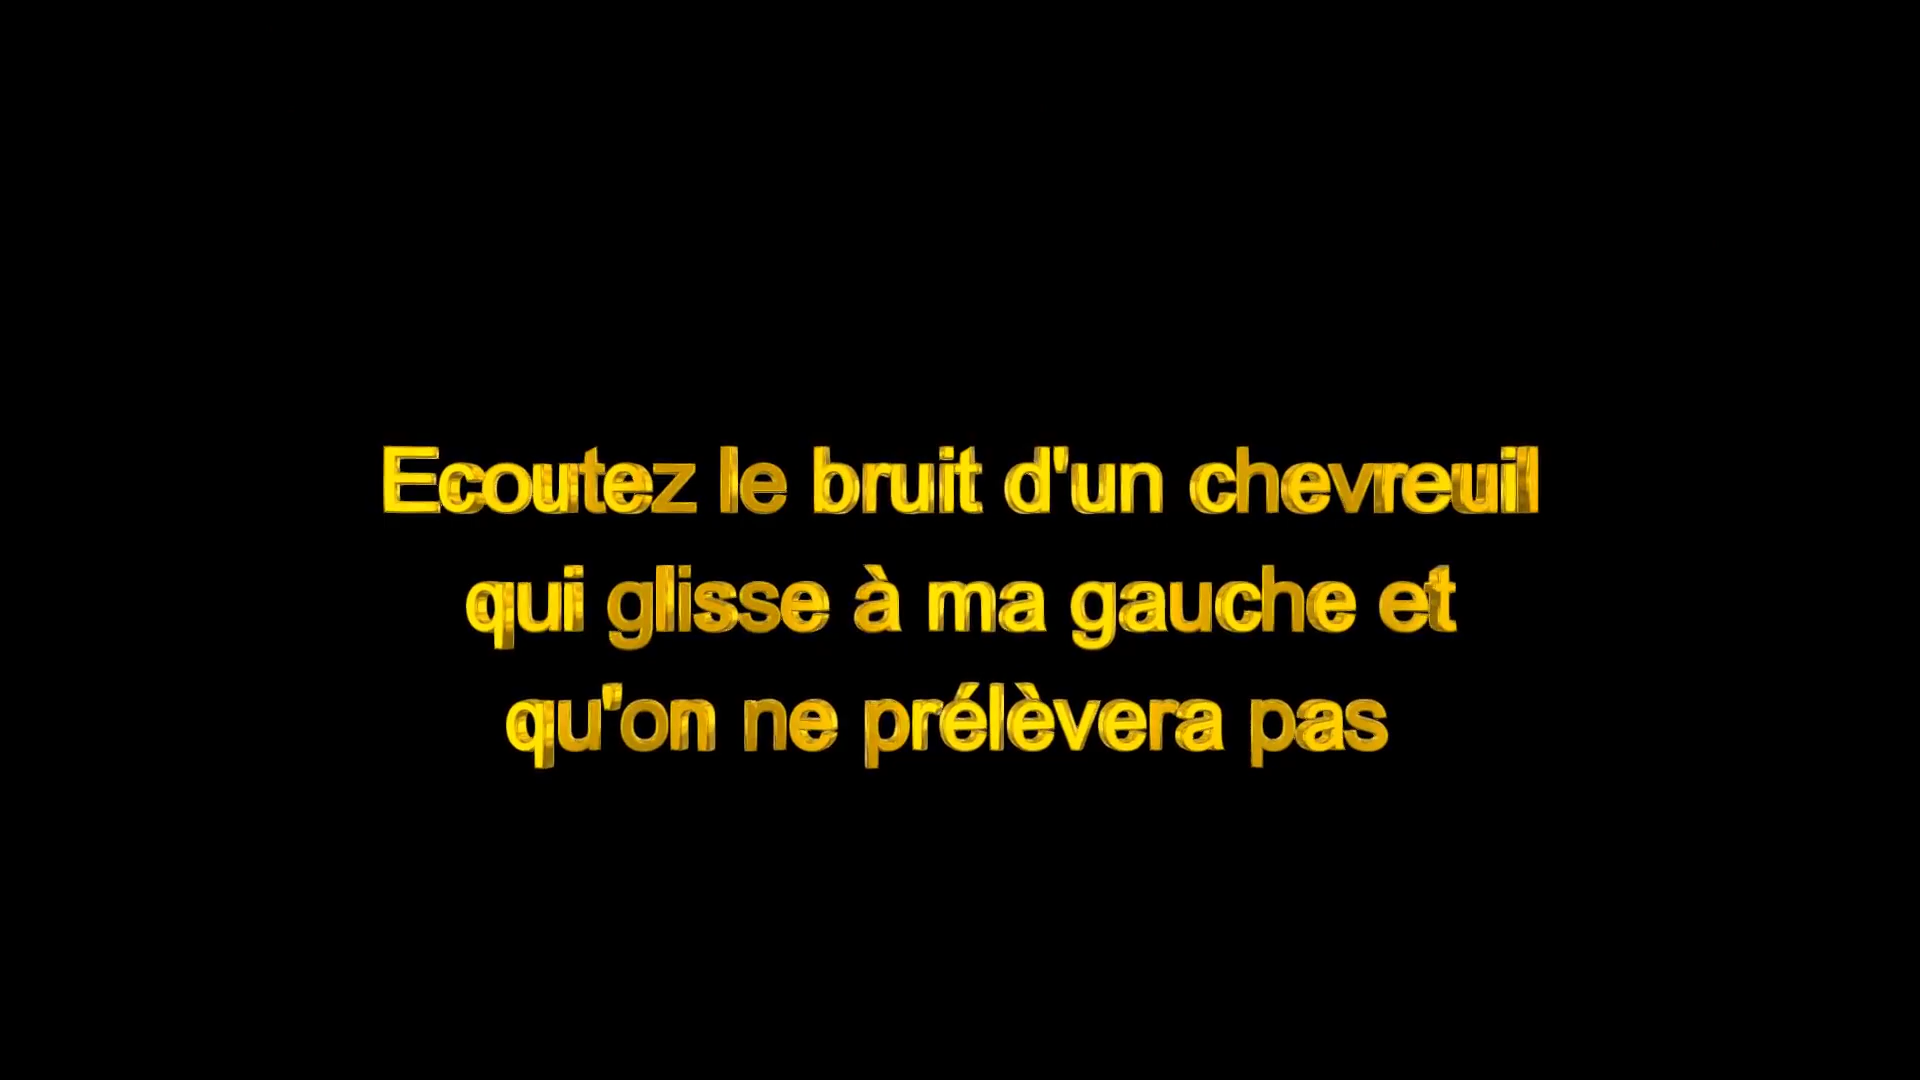 Ecoutez le bruit d'un chevreuil
qui glisse à ma gauche et
qu'on ne prélèvera pas